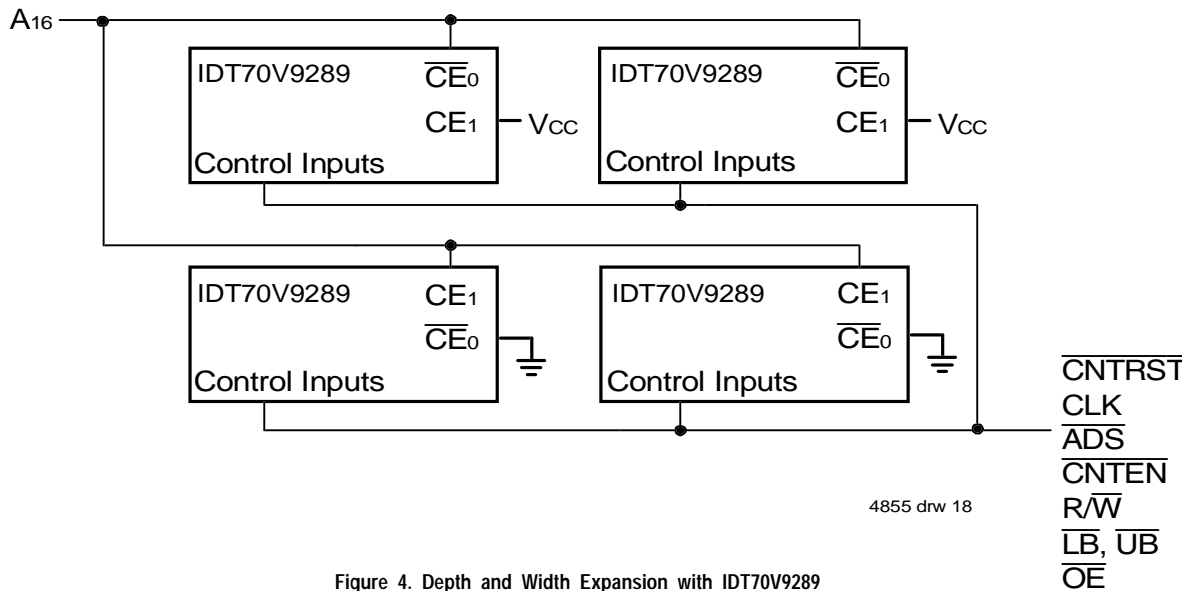 A16
IDT70V9289
CE0
CE1
VCC
Control Inputs
IDT70V9289
CE0
CE1
VCC
Control Inputs
IDT70V9289
CE1
CE0
Control Inputs
IDT70V9289
CE1
CE0
Control Inputs
CNTRST
CLK
ADS
CNTEN
R/W
LB, UB
OE
4855 drw 18
Figure 4. Depth and Width Expansion with IDT70V9289